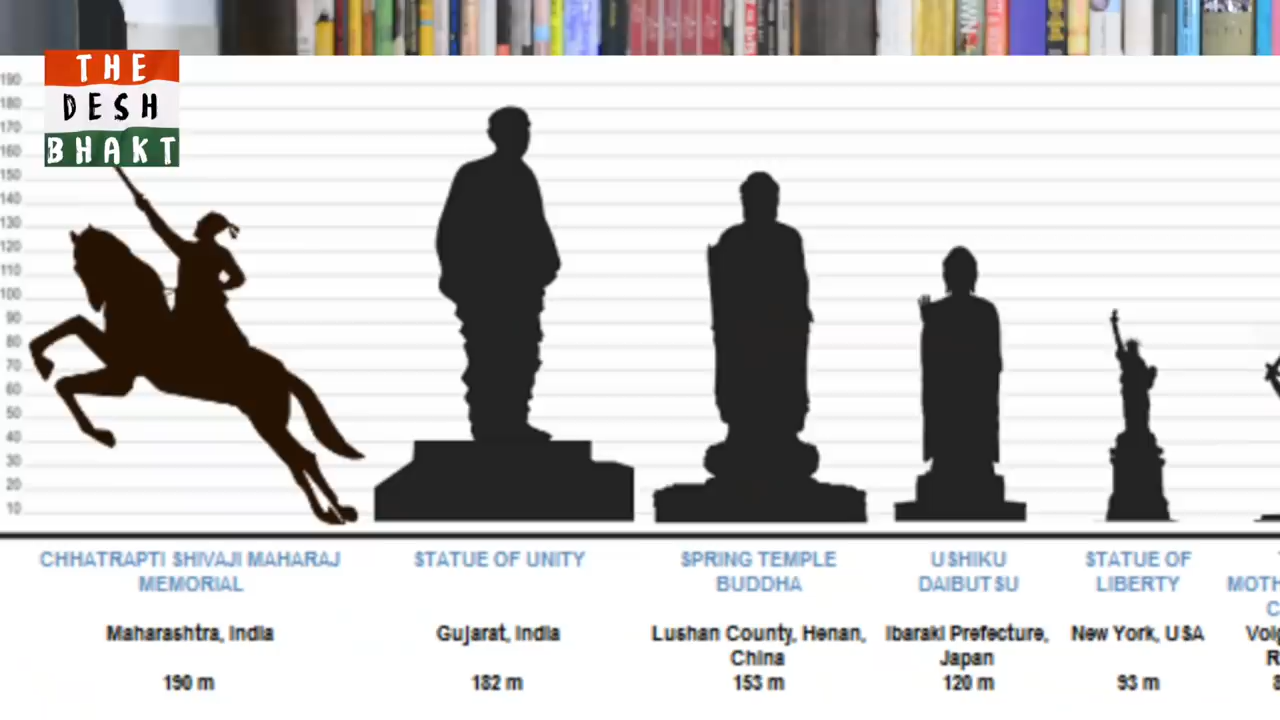 THE
DESH
BHAKT
190
180
170
160
150
140
130
120
110
100
90
80
70
60
50
40
30
20
10
CHHATRAPTI SHIVAJI MAHARAJ
MEMORIAL
Maharashtra, India
190 m
STATUE OF UNITY
Gujarat, India
182 m
SPRING TEMPLE
BUDDHA
Lushan County, Henan,
China
153 m
USHIKU
DAIBUTSU
Ibaraki Prefecture,
Japan
120 m
STATUE OF
LIBERTY
New York, USA
93 m
MOTH